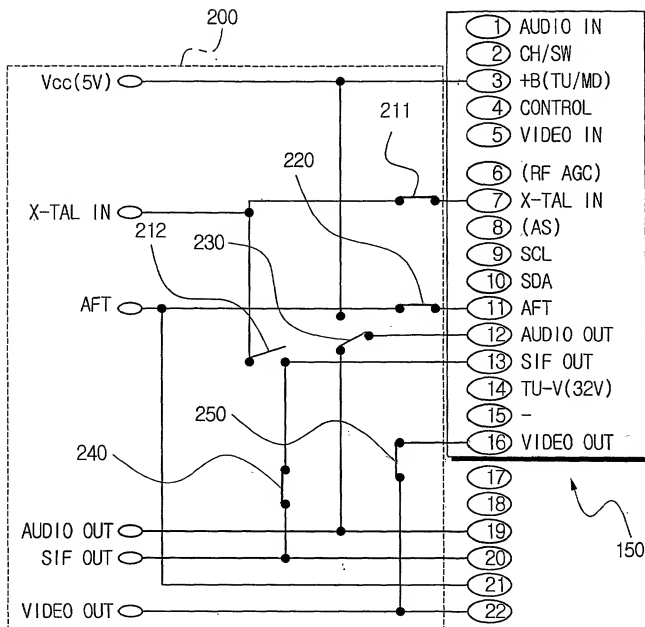 200
Vcc(5V)
X-TAL IN
AFT
AUDIO OUT
SIF OUT
VIDEO OUT
211
220
230
212
250
240
1 AUDIO IN
2 CH/SW
3 +B(TU/MD)
4 CONTROL
5 VIDEO IN
6 (RF AGC)
7 X-TAL IN
8 (AS)
9 SCL
10 SDA
11 AFT
12 AUDIO OUT
13 SIF OUT
14 TU-V(32V)
15 -
16 VIDEO OUT
17
18
19
20
21
22
150